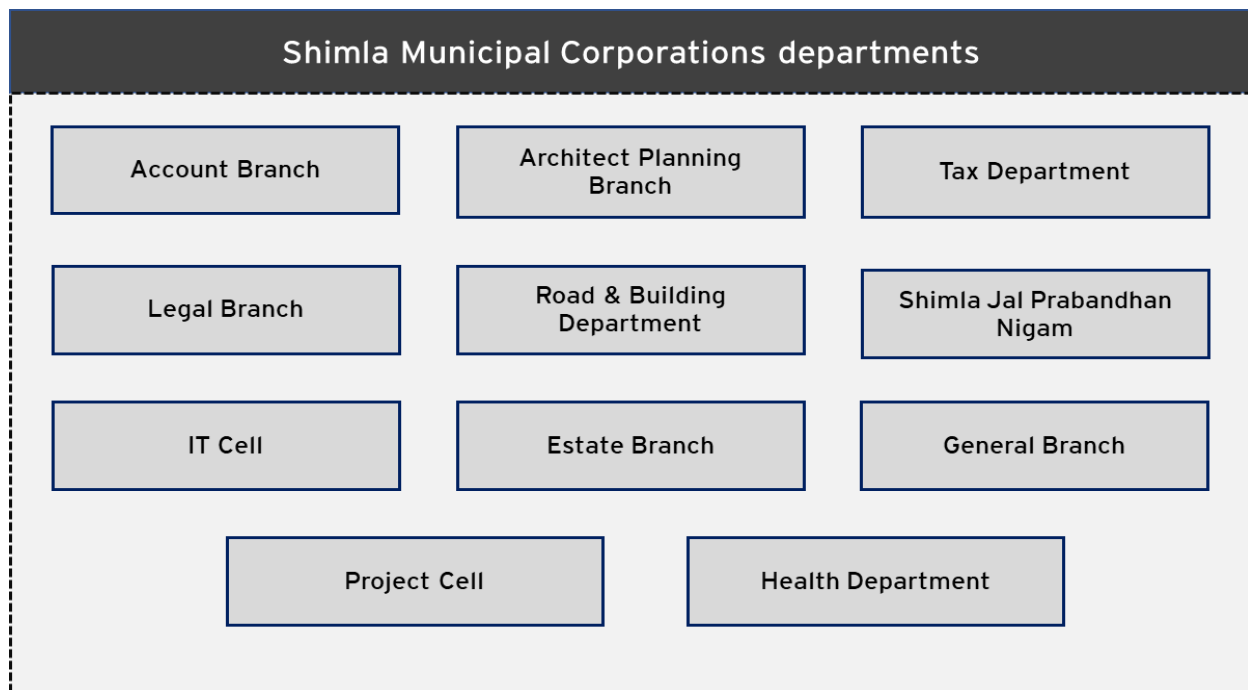 Shimla Municipal Corporations departments
Account Branch
Architect Planning
Branch
Tax Department
Legal Branch
Road & Building
Department
Shimla Jal Prabandhan
Nigam
IT Cell
Estate Branch
General Branch
Project Cell
Health Department